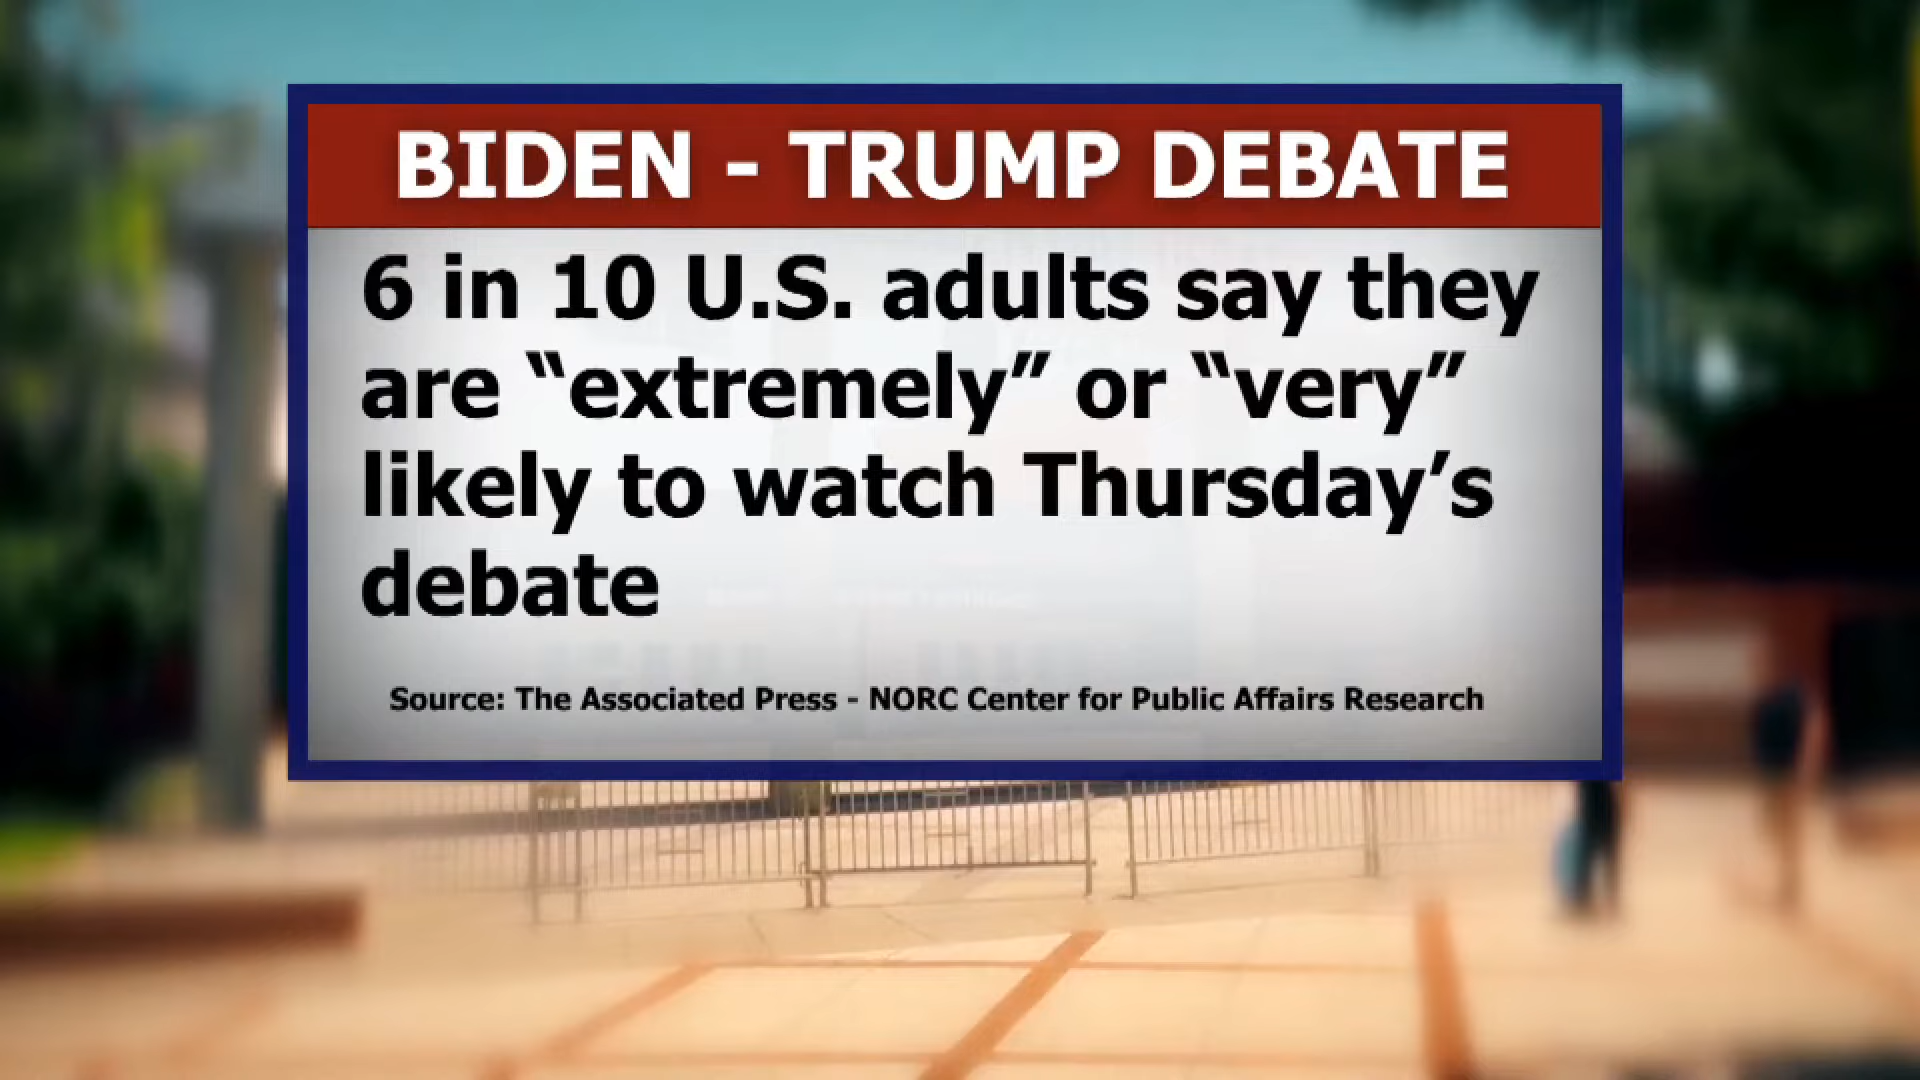 BIDEN - TRUMP DEBATE
6 in 10 U.S. adults say they
are “extremely” or “very”
likely to watch Thursday’s
debate
Source: The Associated Press - NORC Center for Public Affairs Research